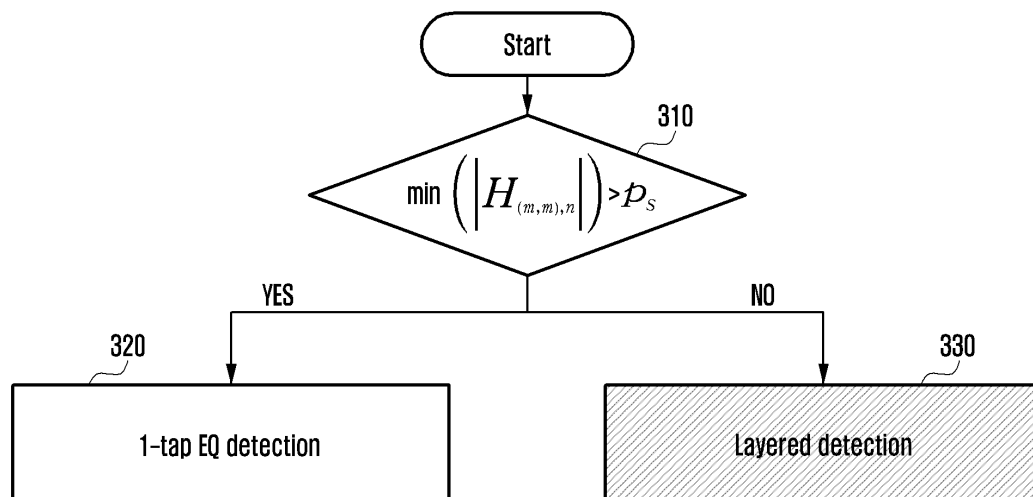 Start
310
min (|H(m,m),n|)>ps
YES
NO
320
330
1-tap EQ detection
Layered detection